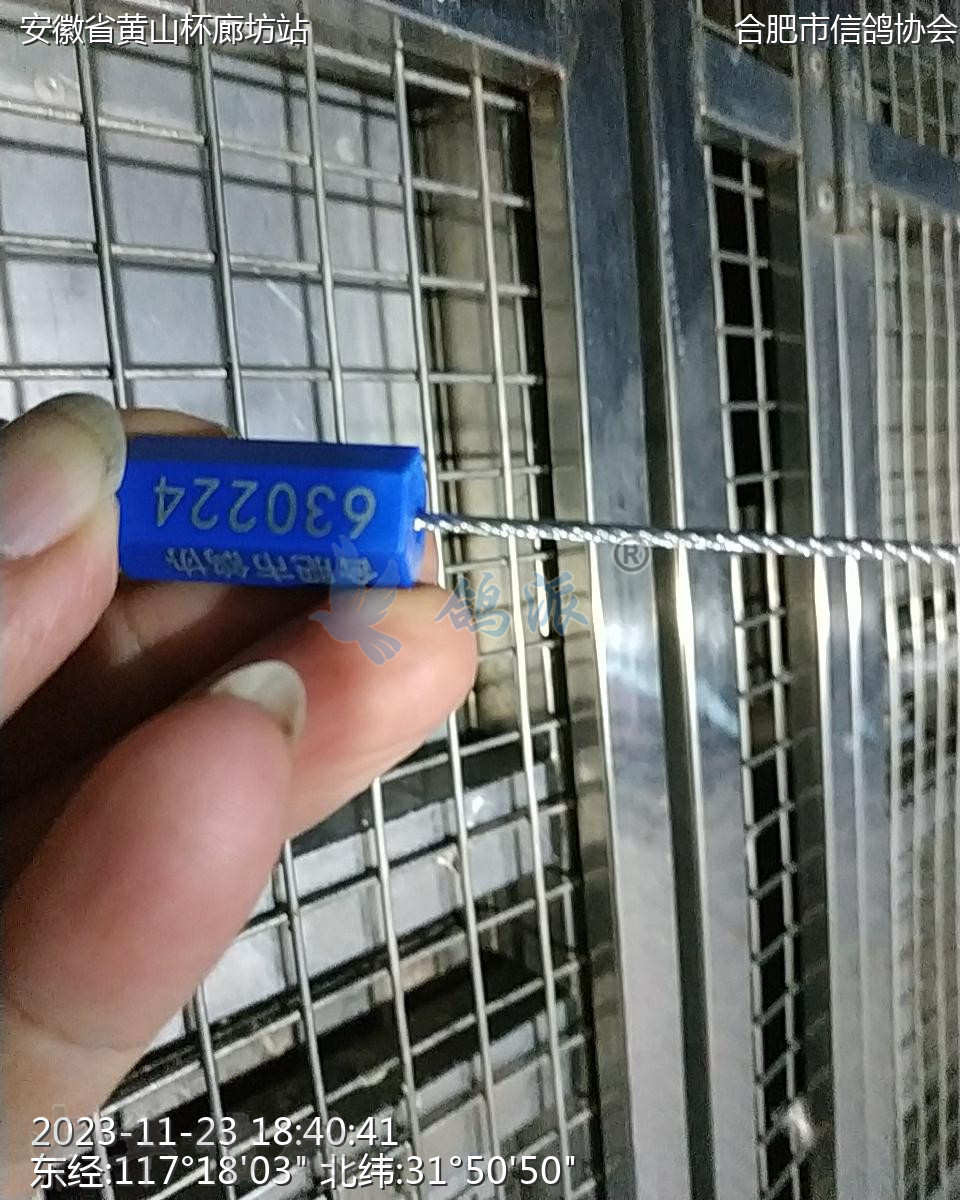 安徽省黄山杯廊坊站
合肥市信鸽协会
合肥市鸽协
630224
鸽派®
2023-11-23 18:40:41
东经:117°18'03" 北纬:31°50'50"